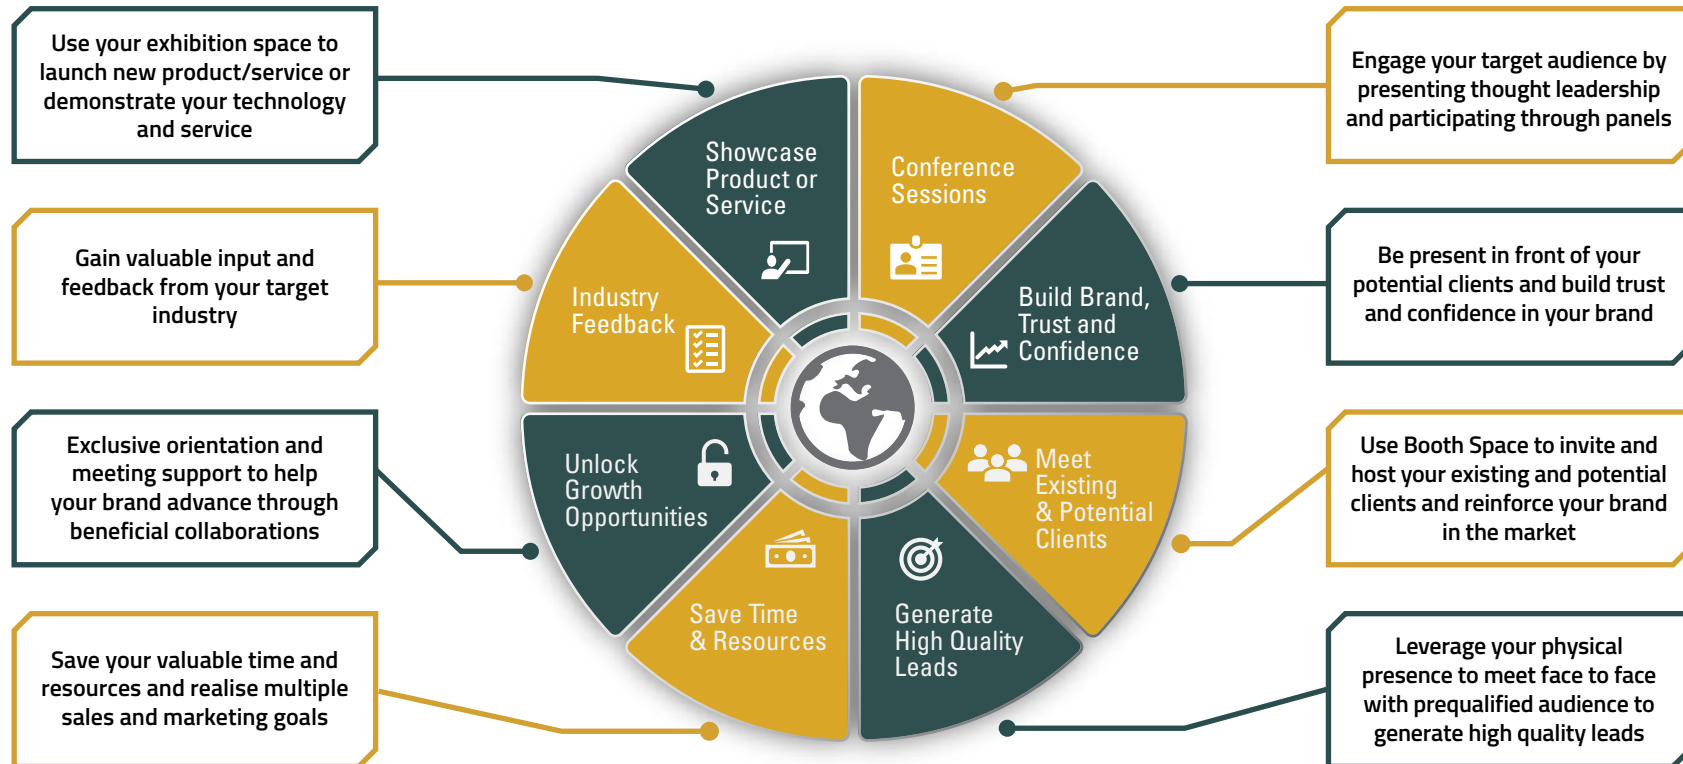 Use your exhibition space to
launch new product/service or
demonstrate your technology
and service
Gain valuable input and
feedback from your target
industry
Exclusive orientation and
meeting support to help
your brand advance through
beneficial collaborations
Save your valuable time and
resources and realise multiple
sales and marketing goals
Showcase
Product or
Service
Conference
Sessions
Industry
Feedback
Build Brand,
Trust and
Confidence
Unlock
Growth
Opportunities
Meet
Existing
& Potential
Clients
Save Time
& Resources
Generate
High Quality
Leads
Engage your target audience by
presenting thought leadership
and participating through panels
Be present in front of your
potential clients and build trust
and confidence in your brand
Use Booth Space to invite and
host your existing and potential
clients and reinforce your brand
in the market
Leverage your physical
presence to meet face to face
with prequalified audience to
generate high quality leads